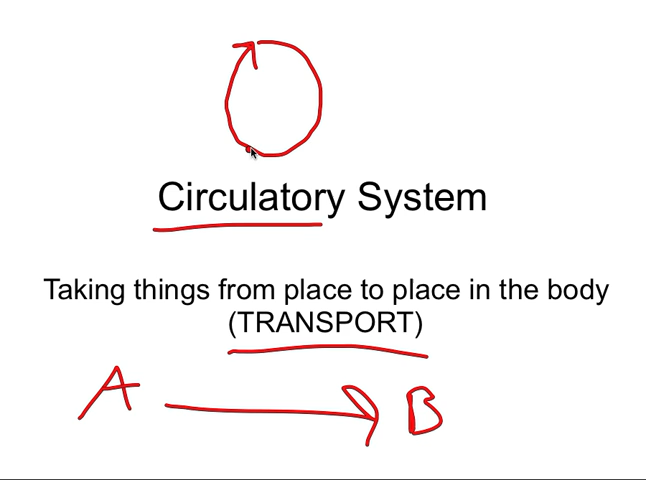 Circulatory System
Taking things from place to place in the body
(TRANSPORT)
A B